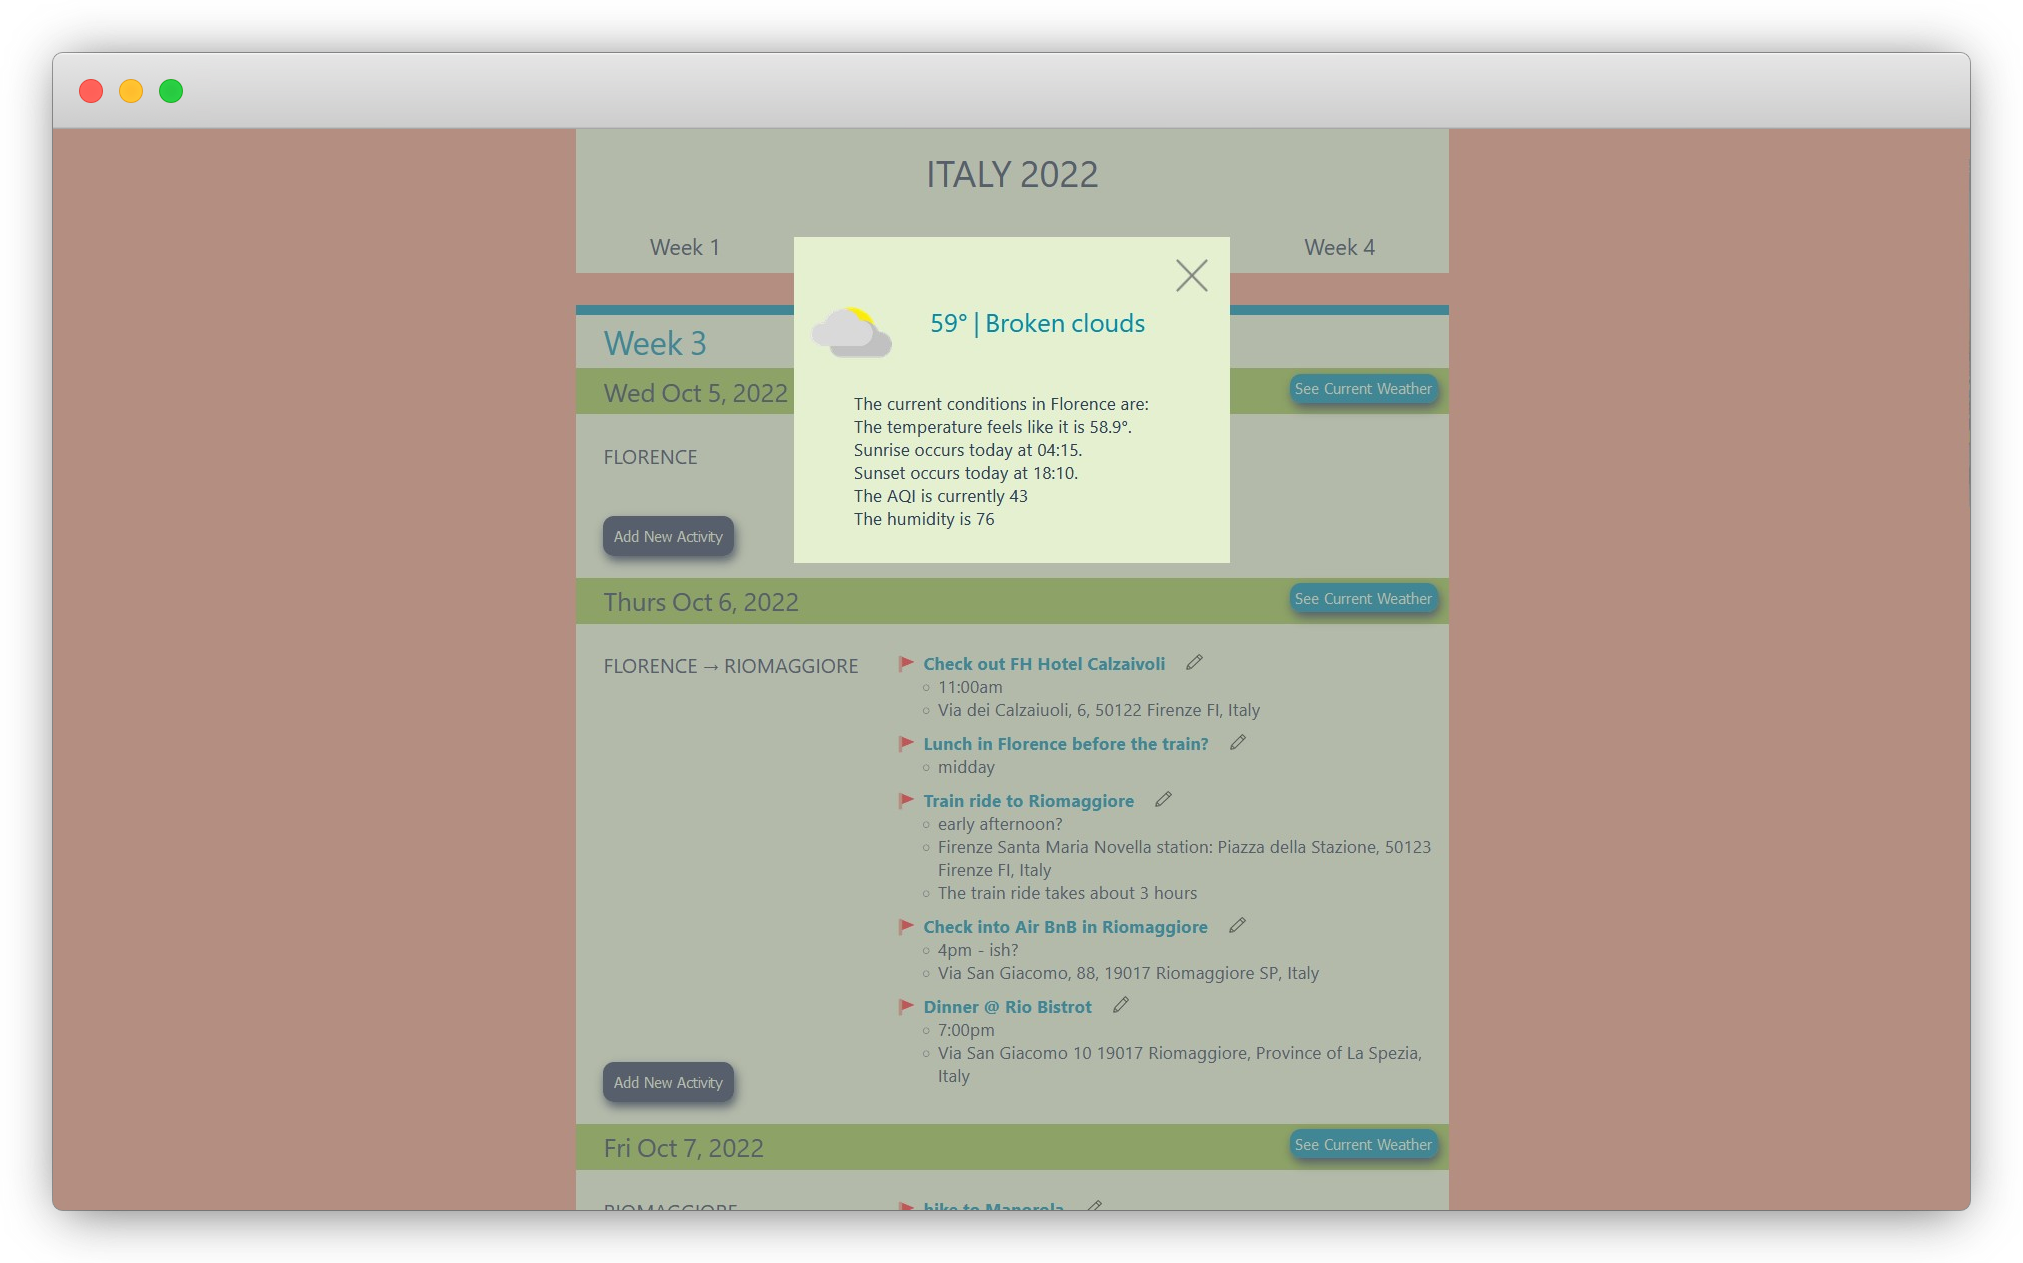 ITALY 2022
Week 1
Week 4
59° | Broken clouds
The current conditions in Florence are:
The temperature feels like it is 58.9°.
Sunrise occurs today at 04:15.
Sunset occurs today at 18:10.
The AQI is currently 43
The humidity is 76
Week 3
Wed Oct 5, 2022
See Current Weather
FLORENCE
Add New Activity
Thurs Oct 6, 2022
See Current Weather
FLORENCE → RIOMAGGIORE
Check out FH Hotel Calzaivoli
11:00am
Via dei Calzaiuoli, 6, 50122 Firenze FI, Italy
Lunch in Florence before the train?
midday
Train ride to Riomaggiore
early afternoon?
Firenze Santa Maria Novella station: Piazza della Stazione, 50123
Firenze FI, Italy
The train ride takes about 3 hours
Check into Air BnB in Riomaggiore
4pm - ish?
Via San Giacomo, 88, 19017 Riomaggiore SP, Italy
Dinner @ Rio Bistrot
7:00pm
Via San Giacomo 10 19017 Riomaggiore, Province of La Spezia,
Italy
Add New Activity
Fri Oct 7, 2022
See Current Weather
RIOMAGGIORE
hike to Manarola